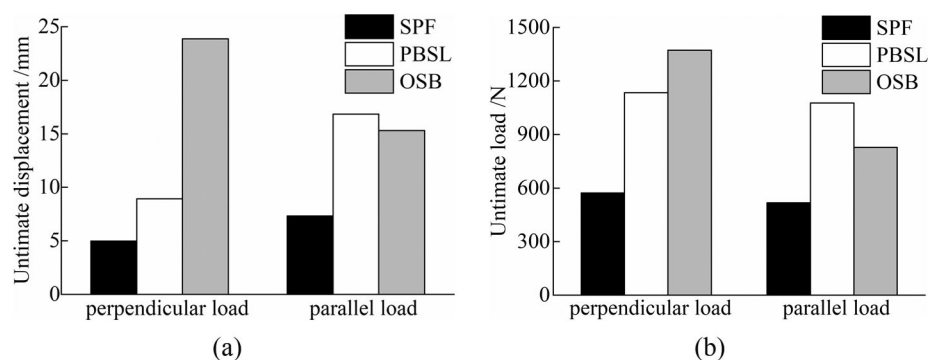 Untimate displacement /mm
25
20
15
10
5
0
SPF
PBSL
OSB
perpendicular load
parallel load
(a)
Untimate load /N
1500
1200
900
600
300
0
SPF
PBSL
OSB
perpendicular load
parallel load
(b)